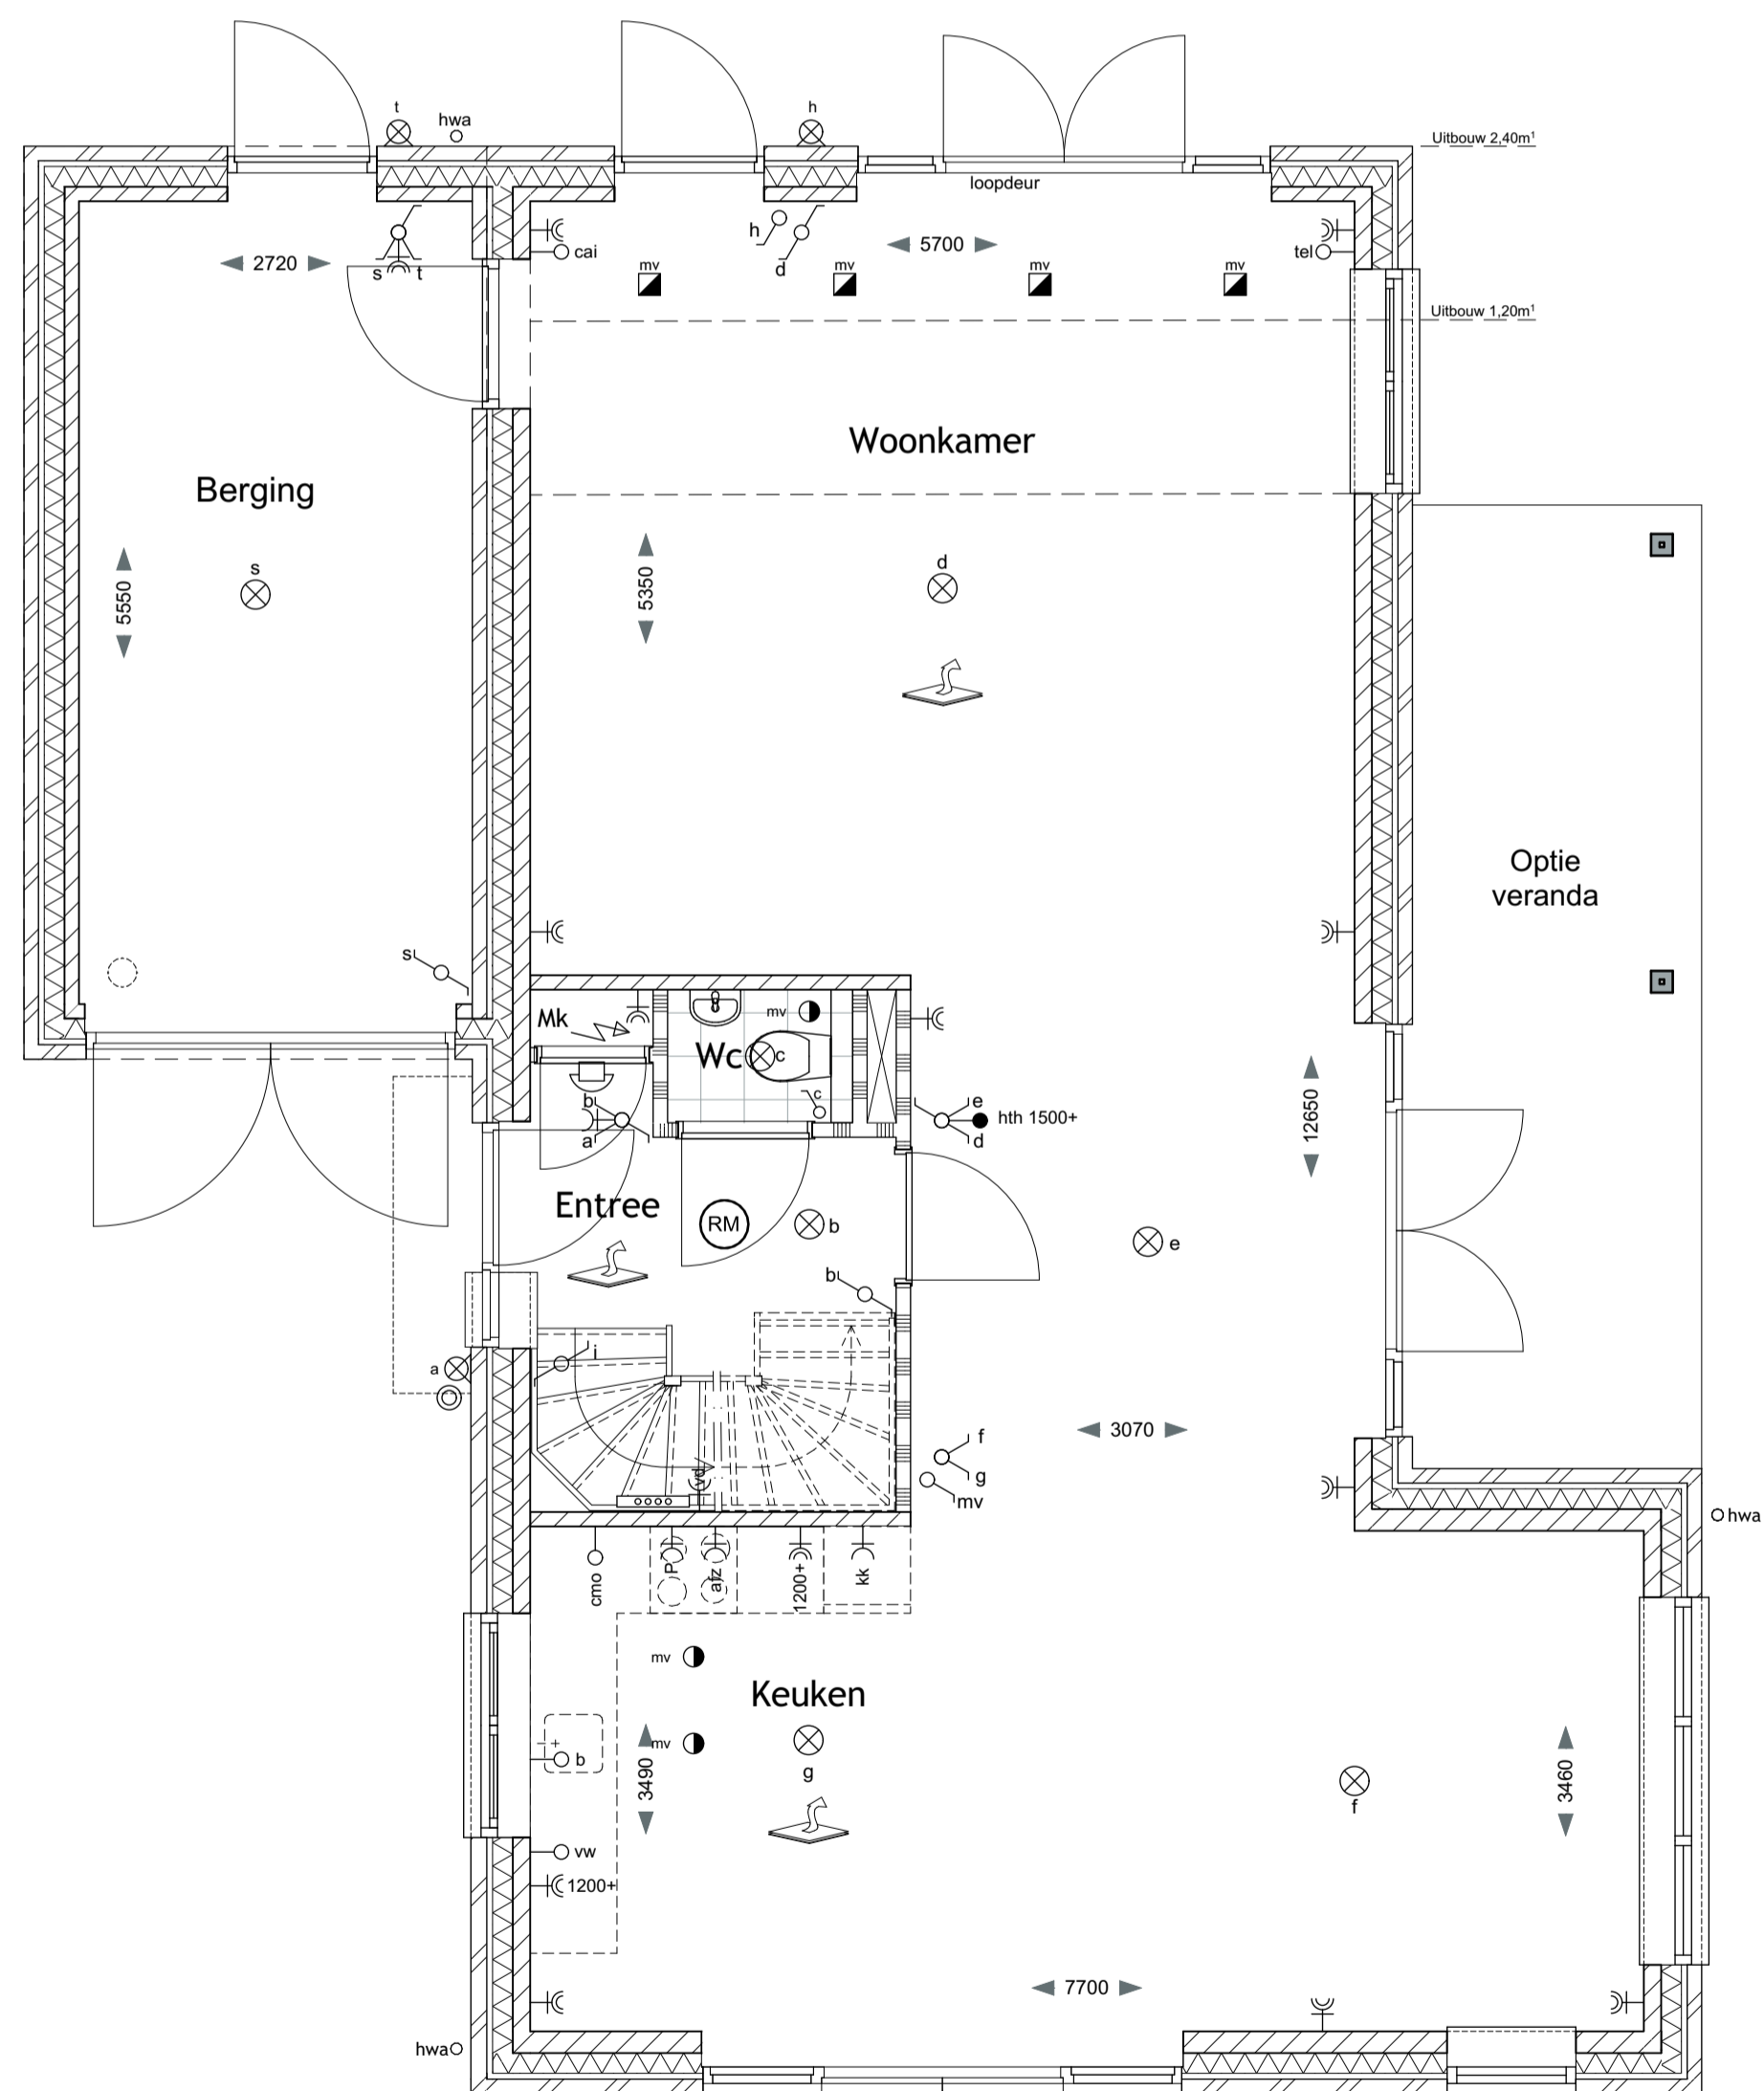 t
hwa
h
Uitbouw 2,40m¹
loopdeur
2720
s
t
cai
h
d
5700
tel
mv
mv
mv
mv
Uitbouw 1,20m¹
Woonkamer
Berging
5550
s
5350
d
Optie
veranda
s
Mk
mv
Wc
c
c
b
a
e
d
hth 1500+
12650
Entree
RM
b
e
b
a
i
3070
f
g
mv
vd
hwa
cmo
P
afz
1200+
kk
mv
Keuken
mv
g
b
3490
3460
f
vw
1200+
7700
hwa